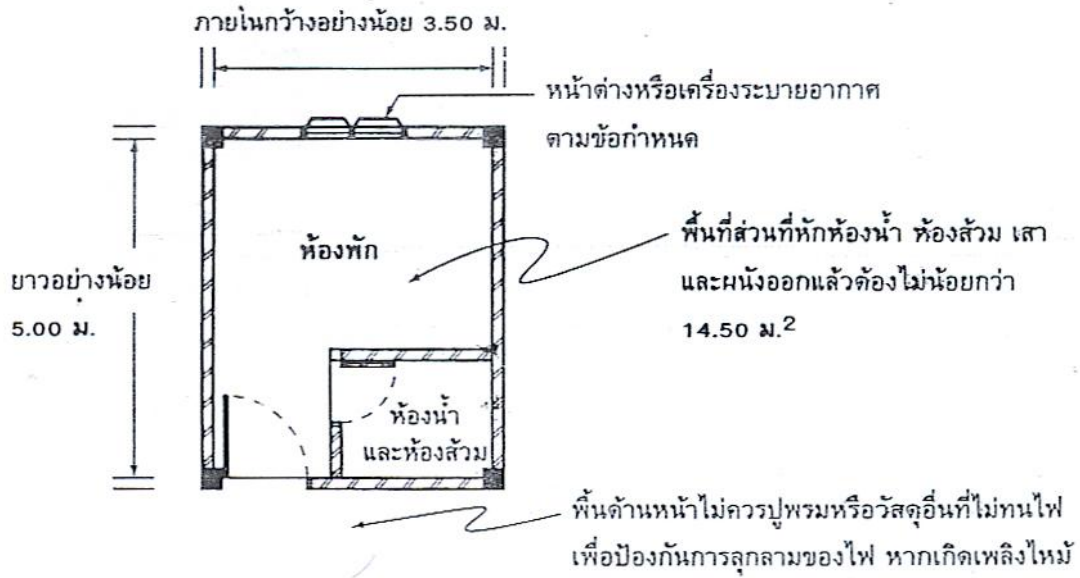 ภายในกว้างอย่างน้อย 3.50 ม.
หน้าต่างหรือเครื่องระบายอากาศ
ตามข้อกำหนด
ห้องพัก
พื้นที่ส่วนที่หักห้องน้ำ ห้องส้วม เสา
และผนังออกแล้วต้องไม่น้อยกว่า
14.50 ม.2
ยาวอย่างน้อย
5.00 ม.
ห้องน้ำ
และห้องส้วม
พื้นด้านหน้าไม่ควรปูพรมหรือวัสดุอื่นที่ไม่ทนไฟ
เพื่อป้องกันการลุกลามของไฟ หากเกิดเพลิงไหม้